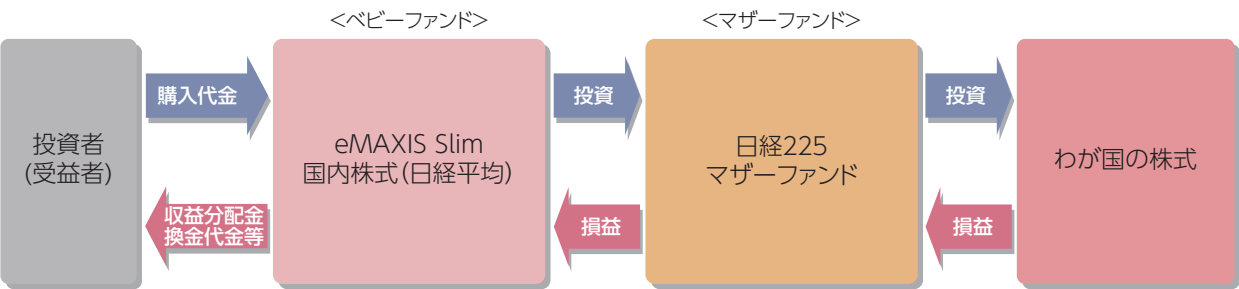 <ベビーファンド>
<マザーファンド>
投資者
(受益者)
購入代金
収益分配金
換金代金等
eMAXIS Slim
国内株式(日経平均)
投資
損益
日経225
マザーファンド
投資
損益
わが国の株式